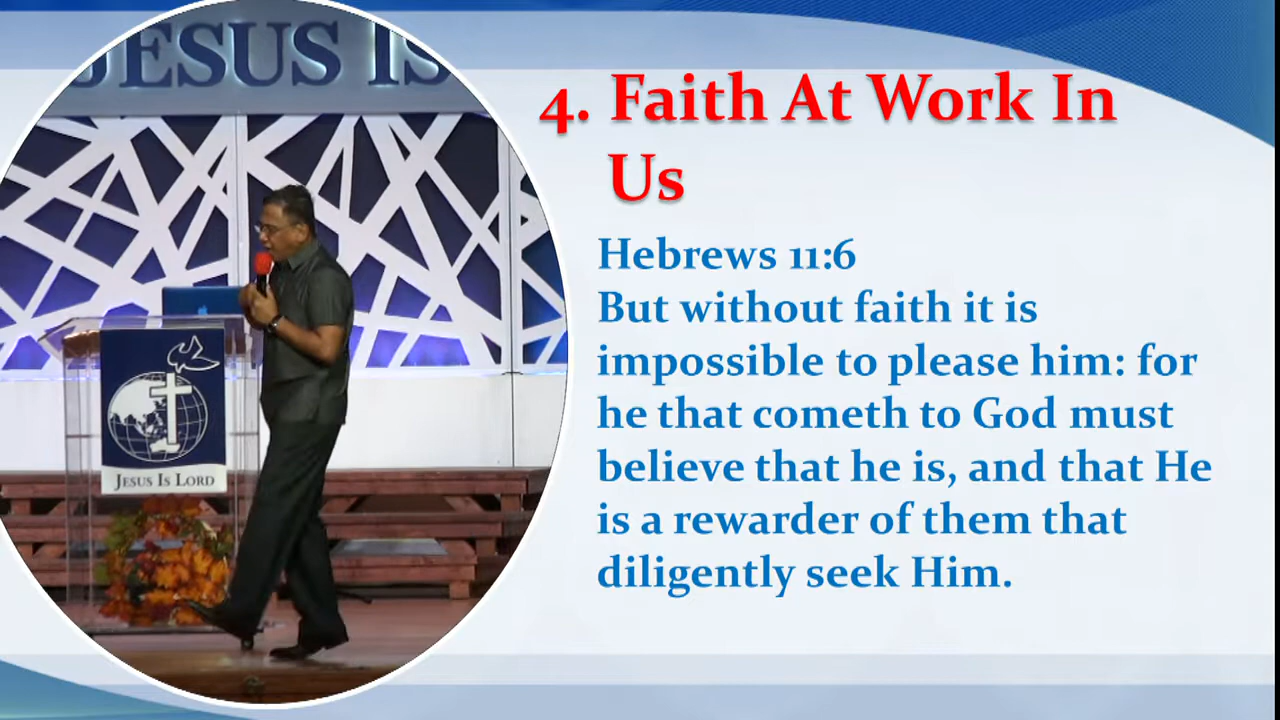 JESUS IS
4. Faith At Work In
Us
Hebrews 11:6
But without faith it is
impossible to please him: for
he that cometh to God must
believe that he is, and that He
is a rewarder of them that
diligently seek Him.
JESUS IS LORD